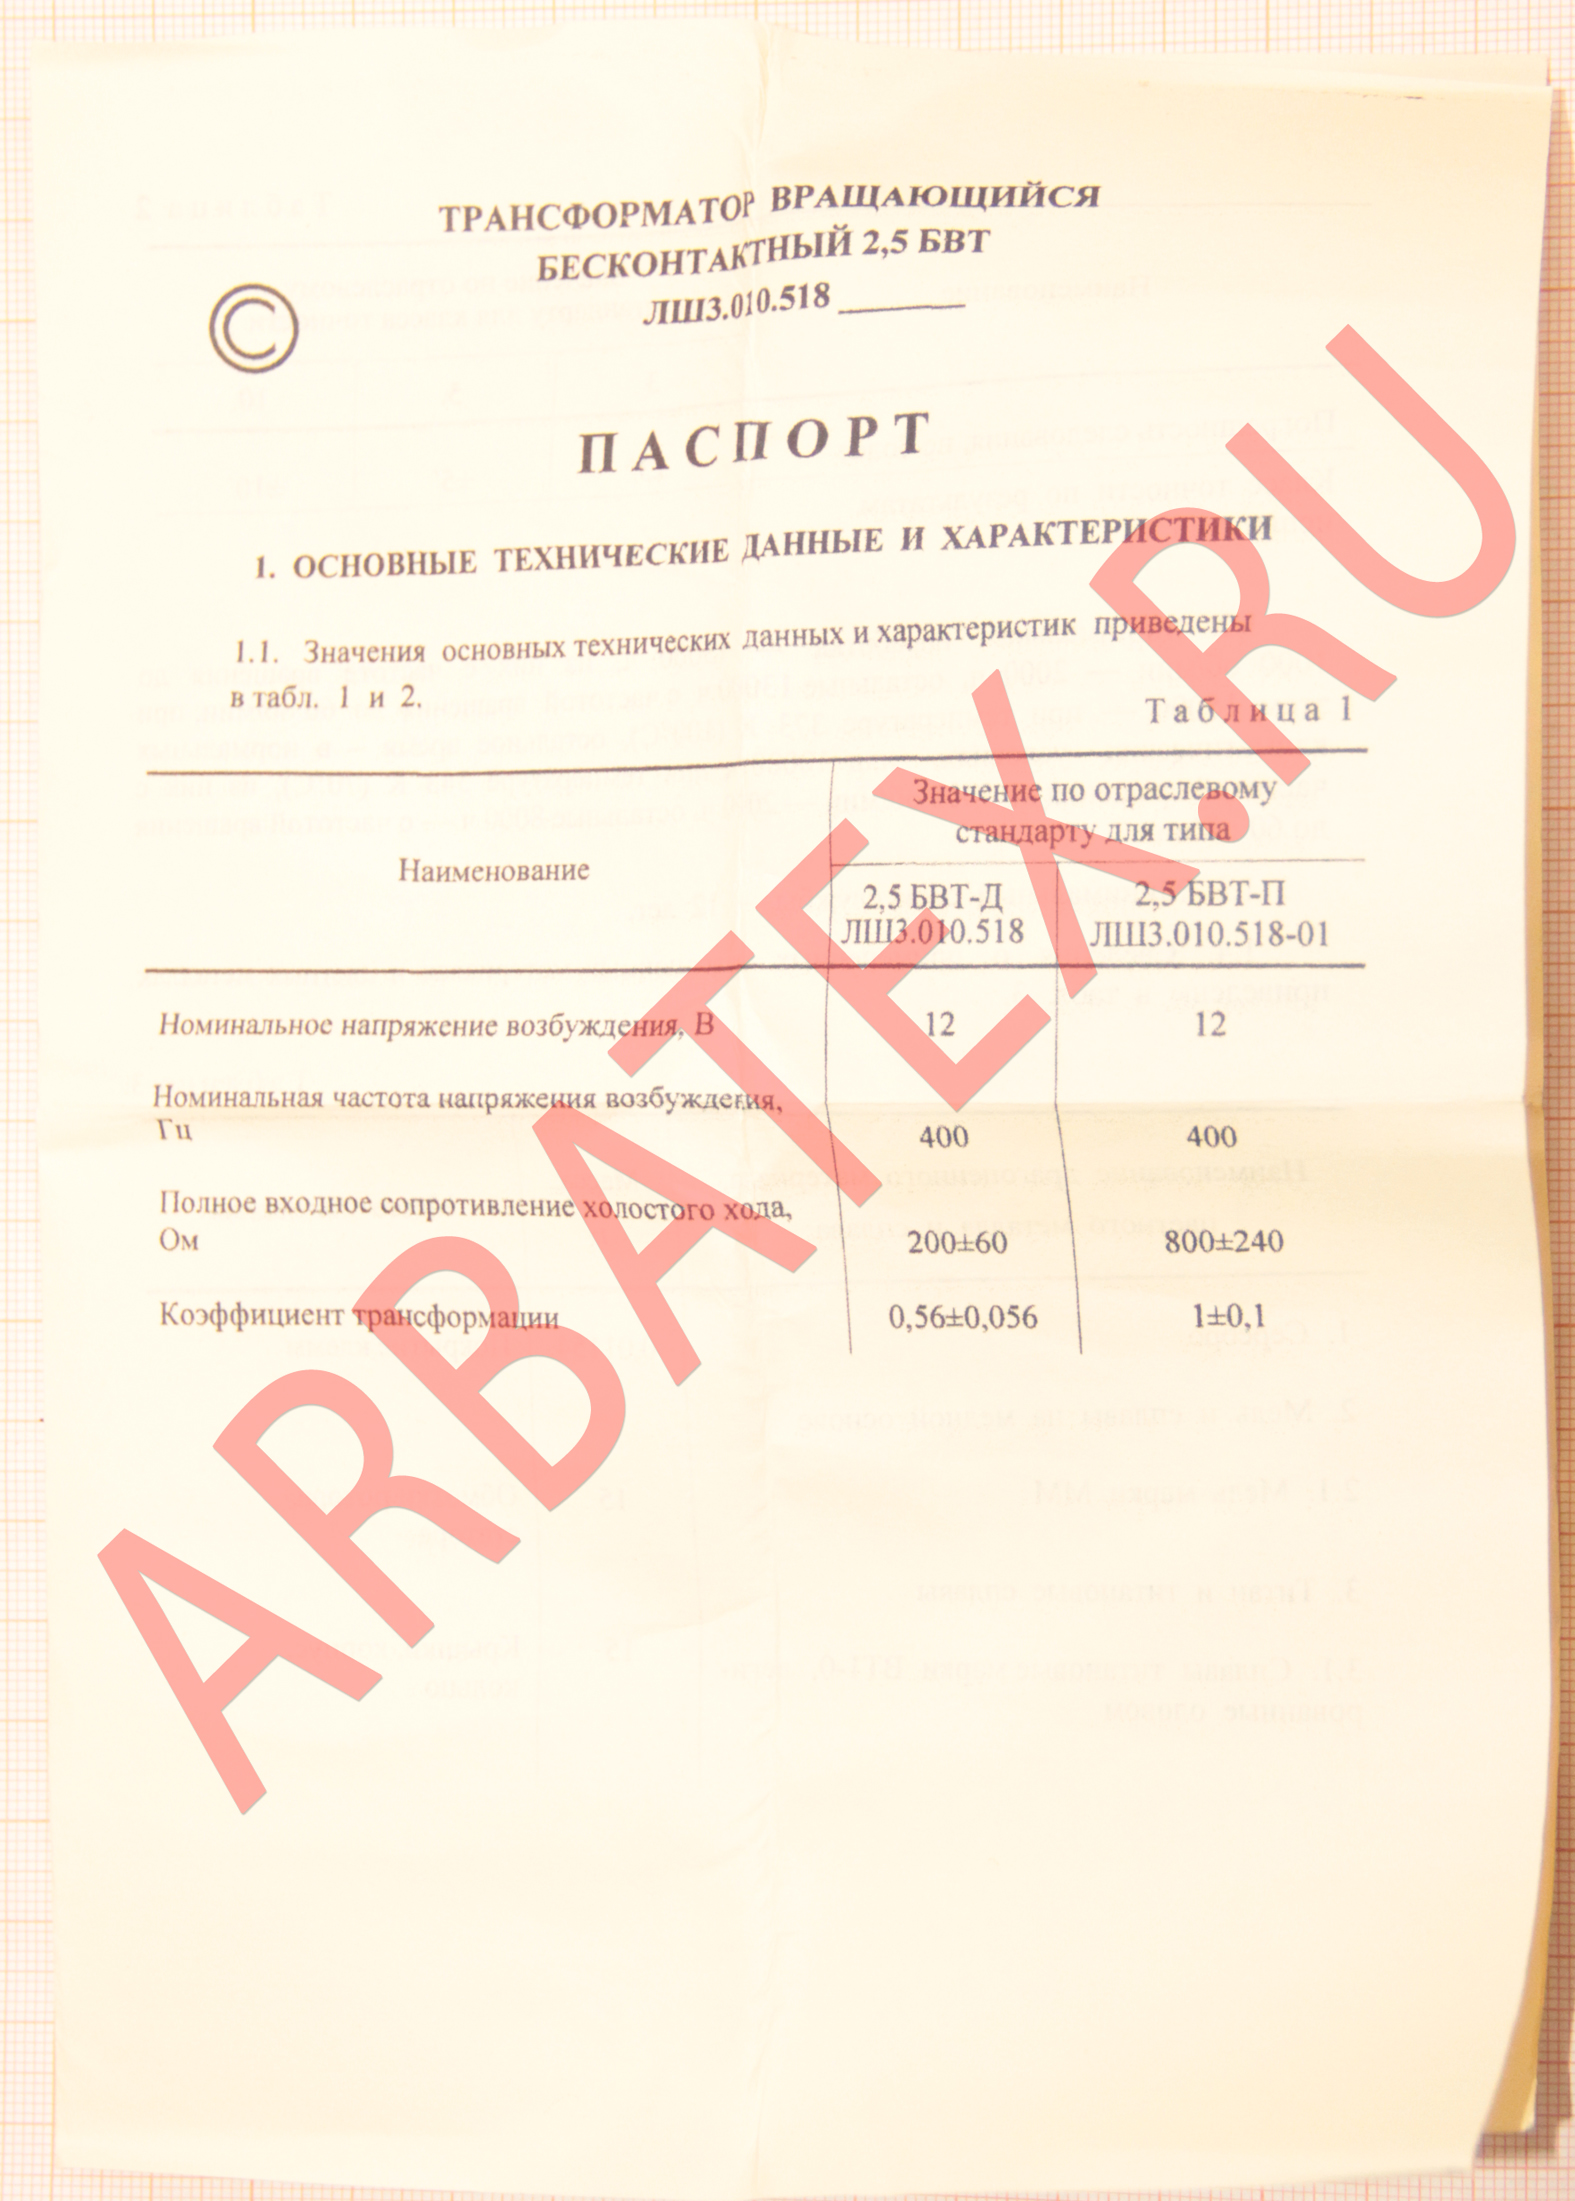 ТРАНСФОРМАТОР ВРАЩАЮЩИЙСЯ
БЕСКОНТАКТНЫЙ 2,5 БВТ
ЛШ3.010.518 ________
©
ПАСПОРТ
1. ОСНОВНЫЕ ТЕХНИЧЕСКИЕ ДАННЫЕ И ХАРАКТЕРИСТИКИ
1.1. Значения основных технических данных и характеристик приведены
в табл. 1 и 2.
Таблица 1
Наименование
Значение по отраслевому
стандарту для типа
2,5 БВТ-Д
ЛШ3.010.518
2,5 БВТ-П
ЛШ3.010.518-01
Номинальное напряжение возбуждения, В 12 12
Номинальная частота напряжения возбуждения,
Гц 400 400
Полное входное сопротивление холостого хода,
Ом 200±60 800±240
Коэффициент трансформации 0,56±0,056 1±0,1
ARBATEX.RU